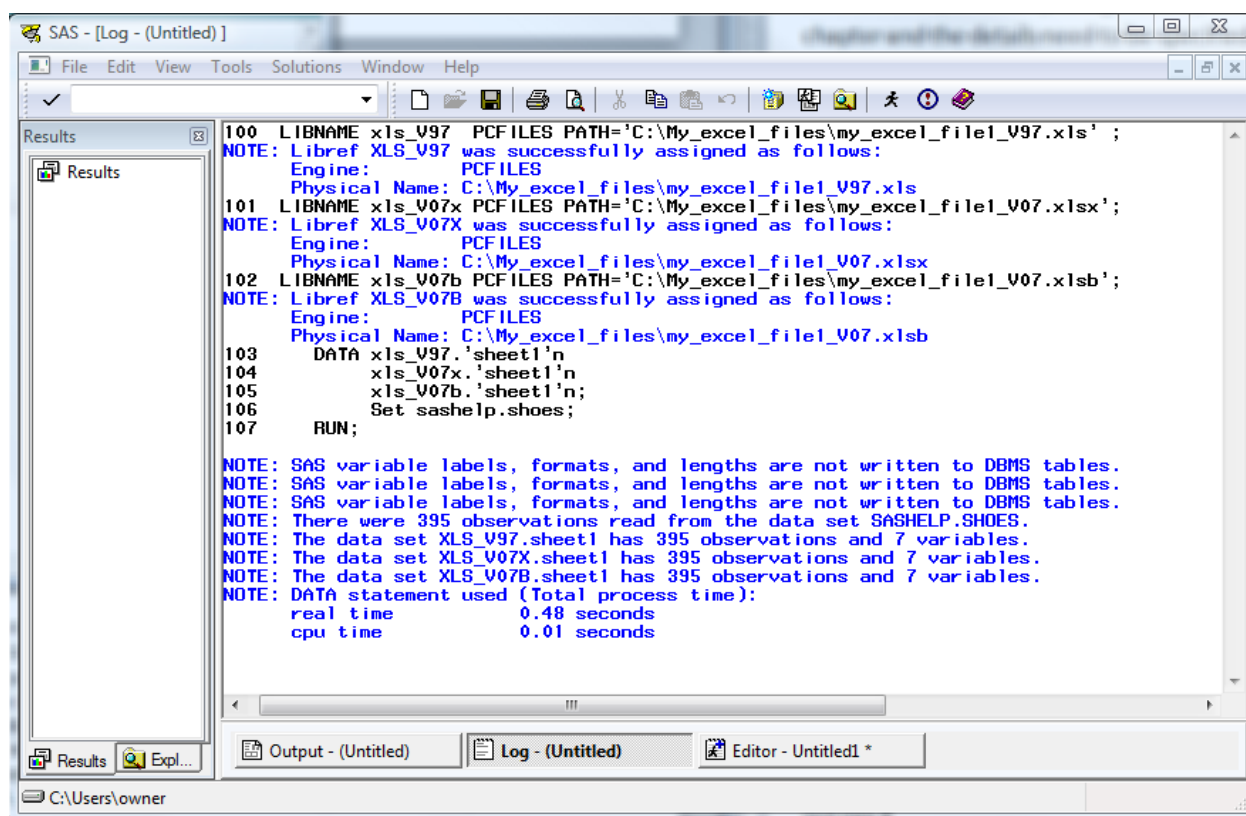 SAS - [Log - (Untitled) ]
chapter and the details need to
File Edit View Tools Solutions Window Help
Results
Results
100  LIBNAME xls_V97  PCFILES PATH='C:\My_excel_files\my_excel_file1_V97.xls' ;
NOTE: Libref XLS_V97 was successfully assigned as follows:
      Engine:        PCFILES
      Physical Name: C:\My_excel_files\my_excel_file1_V97.xls
101  LIBNAME xls_V07x PCFILES PATH='C:\My_excel_files\my_excel_file1_V07.xlsx';
NOTE: Libref XLS_V07X was successfully assigned as follows:
      Engine:        PCFILES
      Physical Name: C:\My_excel_files\my_excel_file1_V07.xlsx
102  LIBNAME xls_V07b PCFILES PATH='C:\My_excel_files\my_excel_file1_V07.xlsb';
NOTE: Libref XLS_V07B was successfully assigned as follows:
      Engine:        PCFILES
      Physical Name: C:\My_excel_files\my_excel_file1_V07.xlsb
103     DATA xls_V97.'sheet1'n
104          xls_V07x.'sheet1'n
105          xls_V07b.'sheet1'n;
106          Set sashelp.shoes;
107     RUN;
NOTE: SAS variable labels, formats, and lengths are not written to DBMS tables.
NOTE: SAS variable labels, formats, and lengths are not written to DBMS tables.
NOTE: SAS variable labels, formats, and lengths are not written to DBMS tables.
NOTE: There were 395 observations read from the data set SASHELP.SHOES.
NOTE: The data set XLS_V97.sheet1 has 395 observations and 7 variables.
NOTE: The data set XLS_V07X.sheet1 has 395 observations and 7 variables.
NOTE: The data set XLS_V07B.sheet1 has 395 observations and 7 variables.
NOTE: DATA statement used (Total process time):
      real time           0.48 seconds
      cpu time            0.01 seconds
Results Expl...
Output - (Untitled) Log - (Untitled) Editor - Untitled1 *
C:\Users\owner